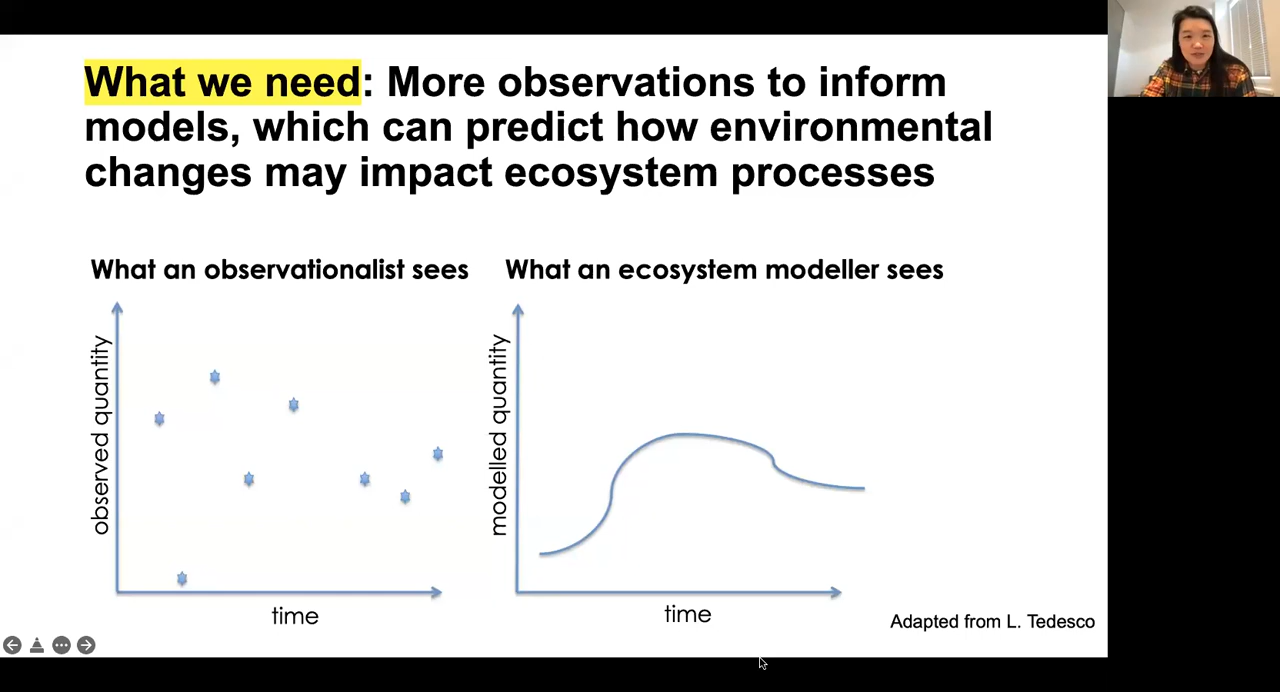 What we need: More observations to inform
models, which can predict how environmental
changes may impact ecosystem processes
What an observationalist sees
What an ecosystem modeller sees
observed quantity
time
modelled quantity
time
Adapted from L. Tedesco